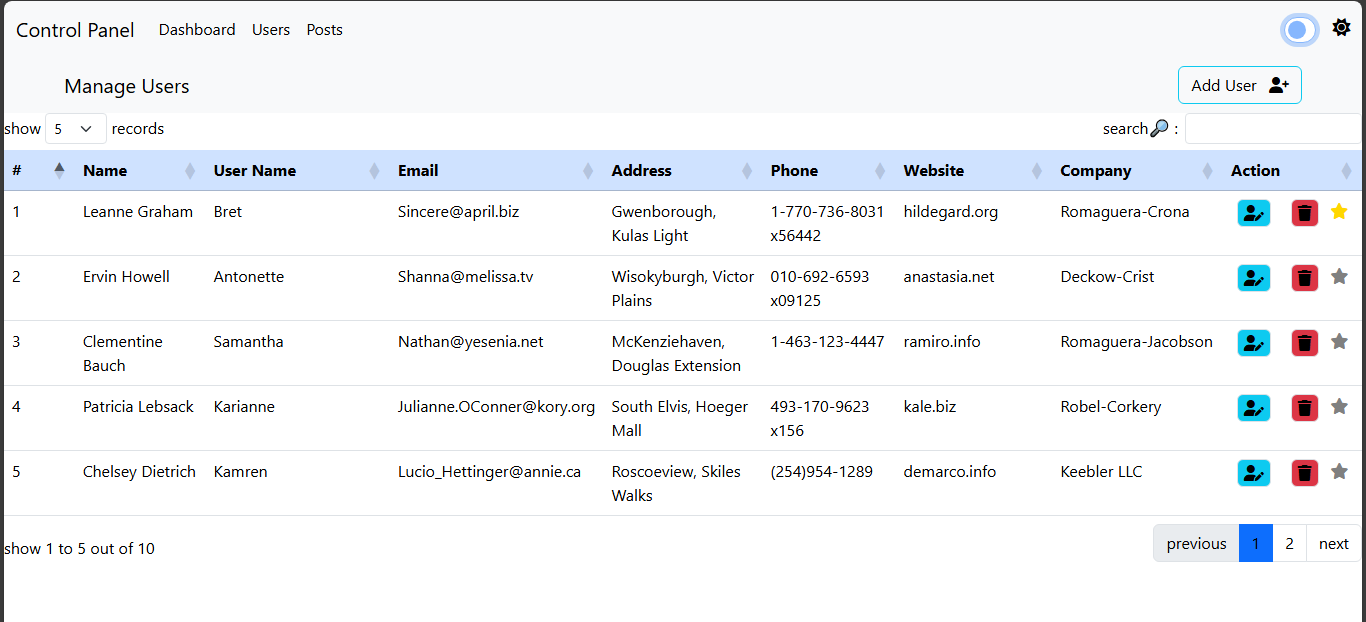 Control Panel Dashboard Users Posts
Manage Users Add User
show 5 records search :
# Name User Name Email Address Phone Website Company Action
1 Leanne Graham Bret Sincere@april.biz Gwenborough, 1-770-736-8031 hildegard.org Romaguera-Crona
Kulas Light x56442
2 Ervin Howell Antonette Shanna@melissa.tv Wisokyburgh, Victor 010-692-6593 anastasia.net Deckow-Crist
Plains x09125
3 Clementine Samantha Nathan@yesenia.net McKenziehaven, 1-463-123-4447 ramiro.info Romaguera-Jacobson
Bauch Douglas Extension
4 Patricia Lebsack Karianne Julianne.OConner@kory.org South Elvis, Hoeger 493-170-9623 kale.biz Robel-Corkery
Mall x156
5 Chelsey Dietrich Kamren Lucio_Hettinger@annie.ca Roscoeview, Skiles (254)954-1289 demarco.info Keebler LLC
Walks
show 1 to 5 out of 10 previous 1 2 next